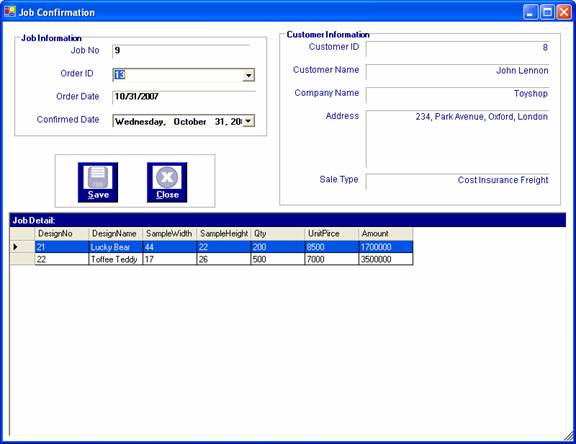 Job Confirmation
Job Information
Job No 9
Order ID 13
Order Date 10/31/2007
Confirmed Date Wednesday, October 31, 20
Save Close
Customer Information
Customer ID 8
Customer Name John Lennon
Company Name Toyshop
Address 234, Park Avenue, Oxford, London
Sale Type Cost Insurance Freight
Job Detail:
DesignNo DesignName SampleWidth SampleHeight Qty UnitPirce Amount
21 Lucky Bear 44 22 200 8500 1700000
22 Toffee Teddy 17 26 500 7000 3500000